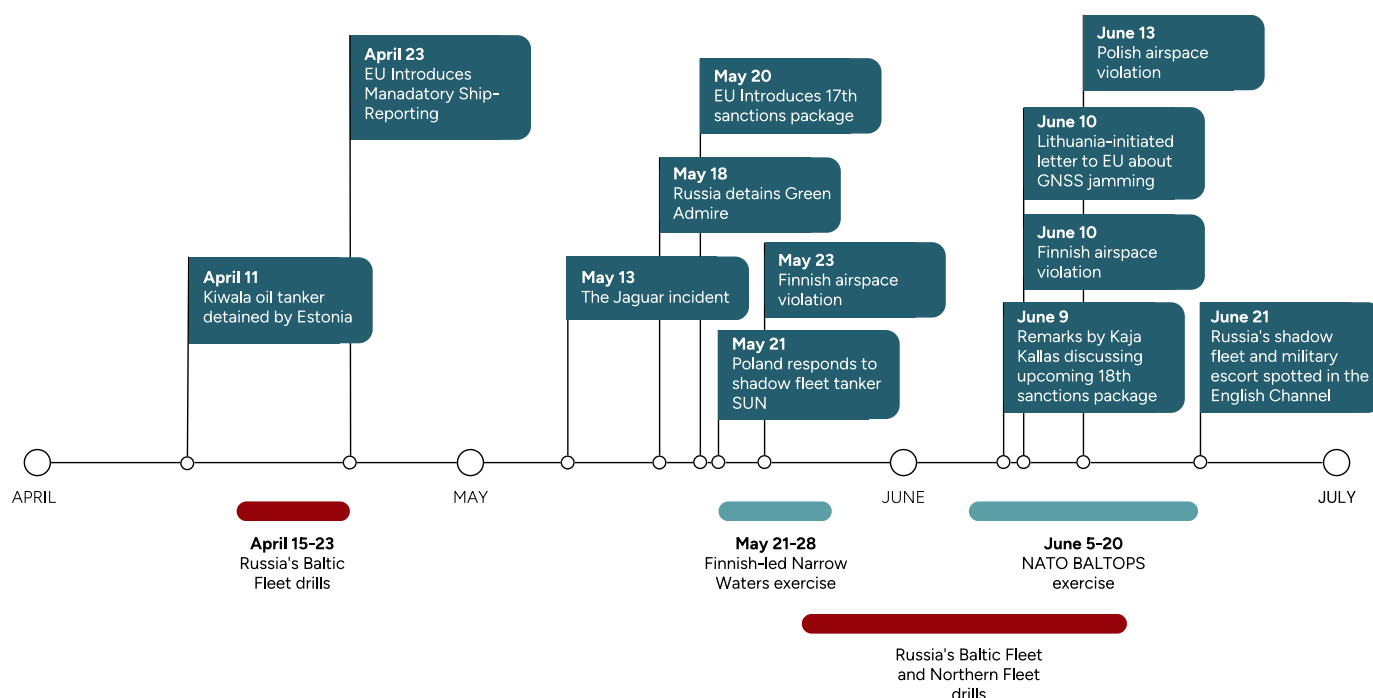 April 23
EU Introduces
Manadatory Ship-
Reporting
April 11
Kiwala oil tanker
detained by Estonia
May 20
EU Introduces 17th
sanctions package
May 18
Russia detains Green
Admire
May 13
The Jaguar incident
May 23
Finnish airspace
violation
May 21
Poland responds to
shadow fleet tanker
SUN
June 13
Polish airspace
violation
June 10
Lithuania-initiated
letter to EU about
GNSS jamming
June 10
Finnish airspace
violation
June 9
Remarks by Kaja
Kallas discussing
upcoming 18th
sanctions package
June 21
Russia's shadow
fleet and military
escort spotted in the
English Channel
APRIL
MAY
JUNE
JULY
April 15-23
Russia's Baltic
Fleet drills
May 21-28
Finnish-led Narrow
Waters exercise
June 5-20
NATO BALTOPS
exercise
Russia's Baltic Fleet
and Northern Fleet
drills